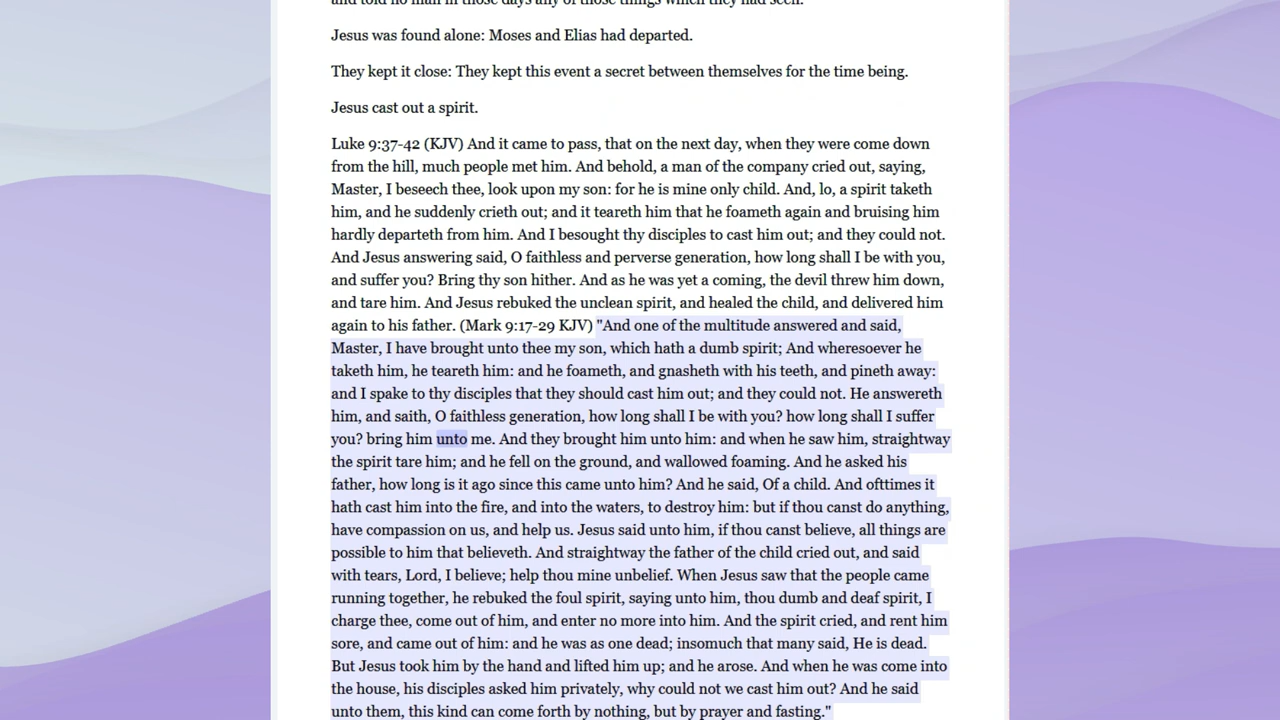 and told no man in those days any of those things which they had seen.
Jesus was found alone: Moses and Elias had departed.
They kept it close: They kept this event a secret between themselves for the time being.
Jesus cast out a spirit.
Luke 9:37-42 (KJV) And it came to pass, that on the next day, when they were come down
from the hill, much people met him. And behold, a man of the company cried out, saying,
Master, I beseech thee, look upon my son: for he is mine only child. And, lo, a spirit taketh
him, and he suddenly crieth out; and it teareth him that he foameth again and bruising him
hardly departeth from him. And I besought thy disciples to cast him out; and they could not.
And Jesus answering said, O faithless and perverse generation, how long shall I be with you,
and suffer you? Bring thy son hither. And as he was yet a coming, the devil threw him down,
and tare him. And Jesus rebuked the unclean spirit, and healed the child, and delivered him
again to his father. (Mark 9:17-29 KJV) "And one of the multitude answered and said,
Master, I have brought unto thee my son, which hath a dumb spirit; And wheresoever he
taketh him, he teareth him: and he foameth, and gnasheth with his teeth, and pineth away:
and I spake to thy disciples that they should cast him out; and they could not. He answereth
him, and saith, O faithless generation, how long shall I be with you? how long shall I suffer
you? bring him unto me. And they brought him unto him: and when he saw him, straightway
the spirit tare him; and he fell on the ground, and wallowed foaming. And he asked his
father, how long is it ago since this came unto him? And he said, Of a child. And ofttimes it
hath cast him into the fire, and into the waters, to destroy him: but if thou canst do anything,
have compassion on us, and help us. Jesus said unto him, if thou canst believe, all things are
possible to him that believeth. And straightway the father of the child cried out, and said
with tears, Lord, I believe; help thou mine unbelief. When Jesus saw that the people came
running together, he rebuked the foul spirit, saying unto him, thou dumb and deaf spirit, I
charge thee, come out of him, and enter no more into him. And the spirit cried, and rent him
sore, and came out of him: and he was as one dead; insomuch that many said, He is dead.
But Jesus took him by the hand and lifted him up; and he arose. And when he was come into
the house, his disciples asked him privately, why could not we cast him out? And he said
unto them, this kind can come forth by nothing, but by prayer and fasting."